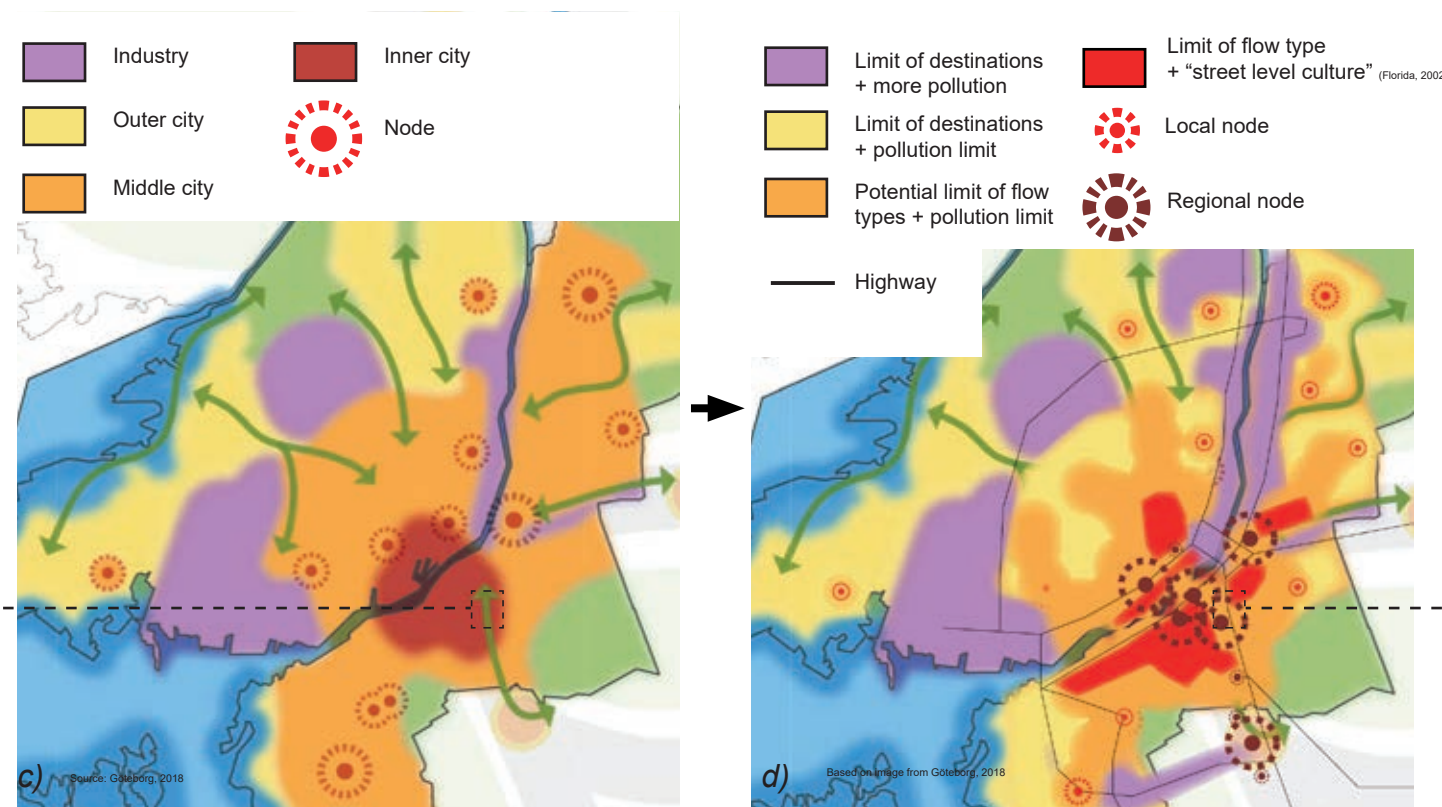 Industry
Inner city
Outer city
Node
Middle city
c)
Source: Göteborg, 2018
Limit of destinations
+ more pollution
Limit of flow type
+ “street level culture” (Florida, 2002
Limit of destinations
+ pollution limit
Local node
Potential limit of flow
types + pollution limit
Regional node
Highway
d)
Based on image from Göteborg, 2018